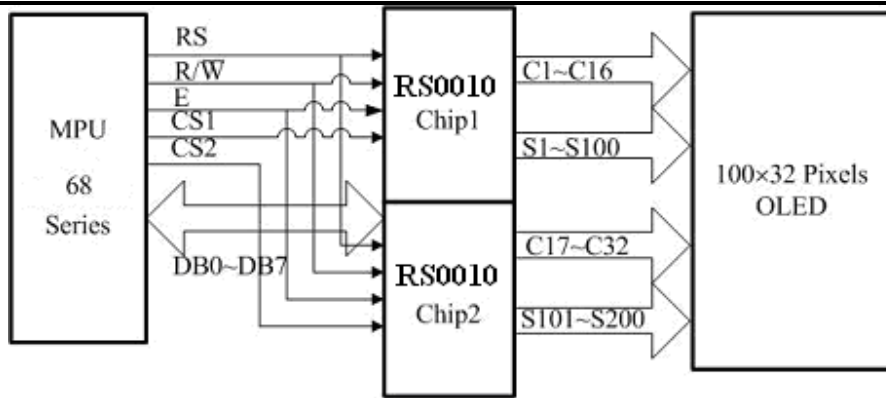 MPU
68
Series
RS
R/W̅
E
CS1
CS2
DB0~DB7
RS0010
Chip1
RS0010
Chip2
C1~C16
S1~S100
C17~C32
S101~S200
100×32 Pixels
OLED